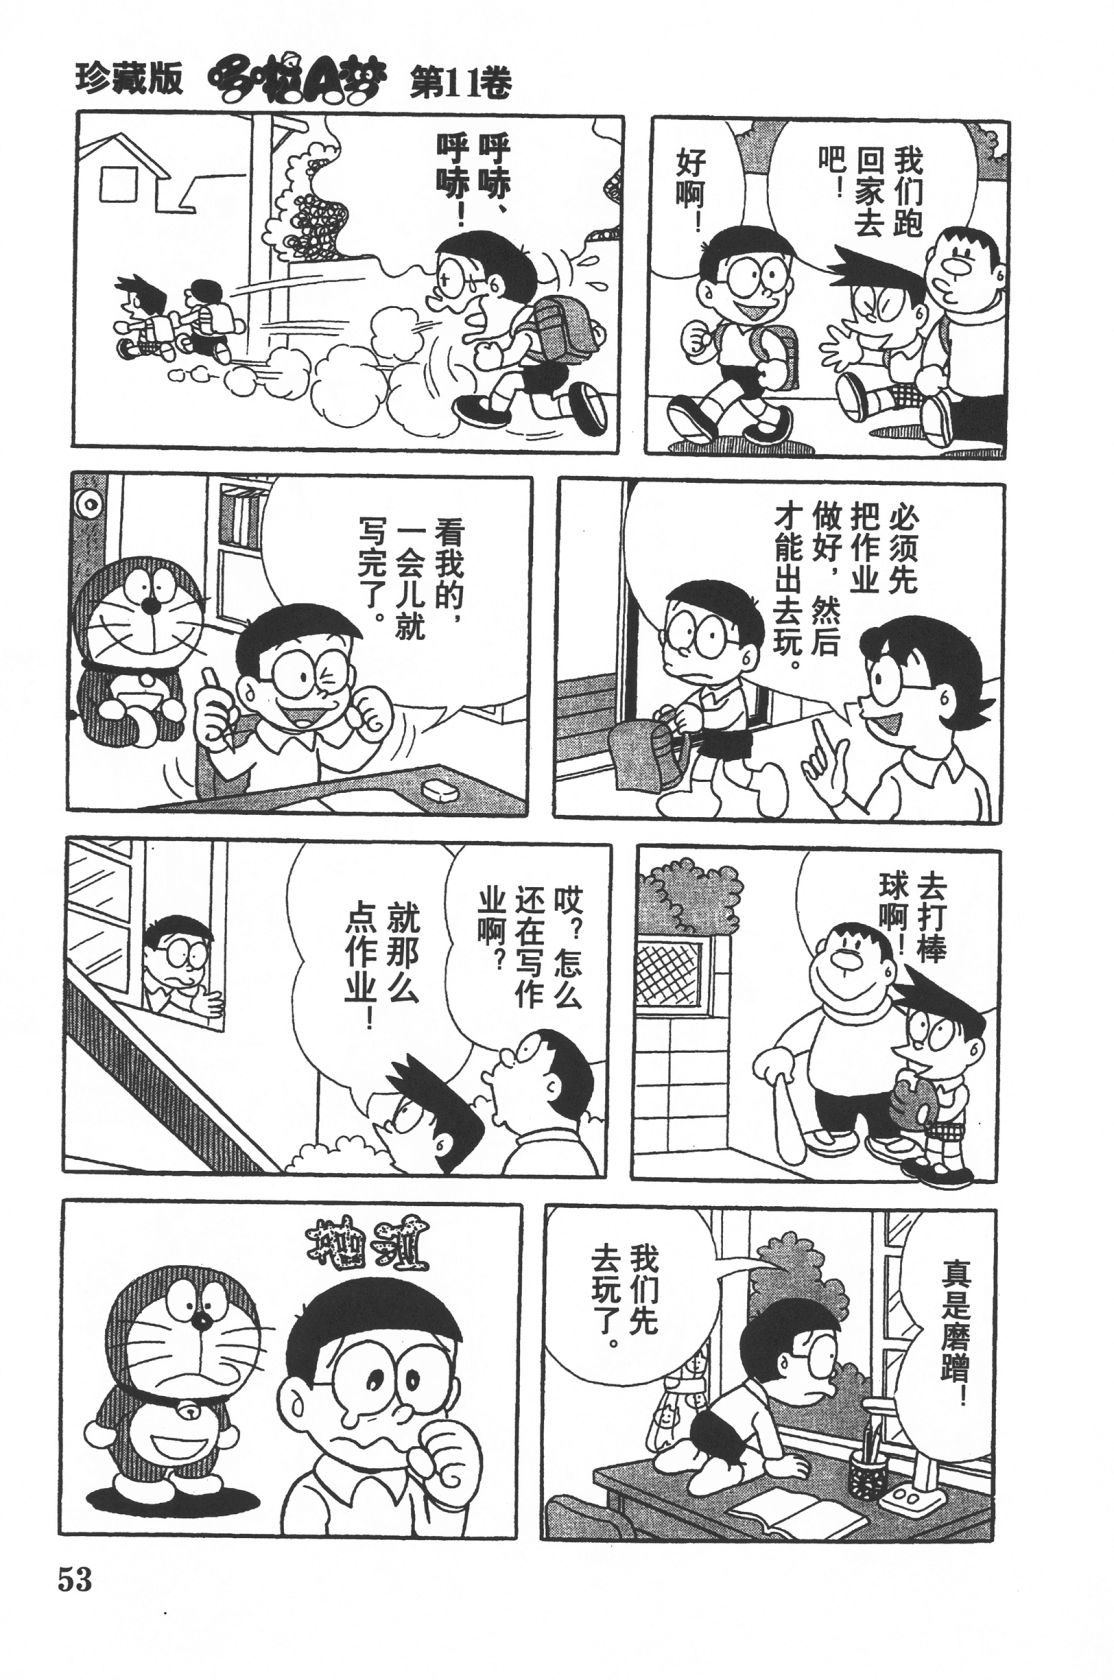 珍藏版 哆啦A梦 第11卷
我们跑
回家去
吧！
好啊！
呼哧、
呼哧！
必须先
把作业
做好，然后
才能出去玩。
看我的，
一会儿就
写完了。
去打棒
球啊！
哎？怎么
还在写作
业啊？
就那么
点作业！
真是磨蹭！
我们先
去玩了。
53